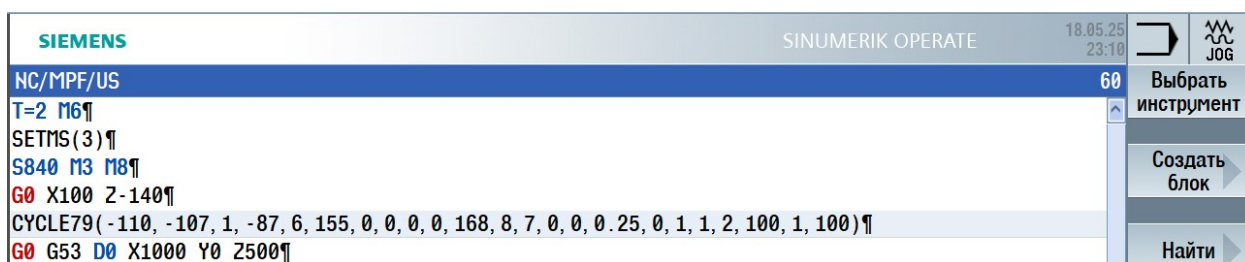 SIEMENS
SINUMERIK OPERATE
18.05.25
23:10
JOG
NC/MPF/US 60
T=2 M6¶
SETMS(3)¶
S840 M3 M8¶
G0 X100 Z-140¶
CYCLE79(-110,-107,1,-87,6,155,0,0,0,0,168,8,7,0,0,0.25,0,1,1,2,100,1,100)¶
G0 G53 D0 X1000 Y0 Z500¶
Выбрать
инструмент
Создать
блок
Найти